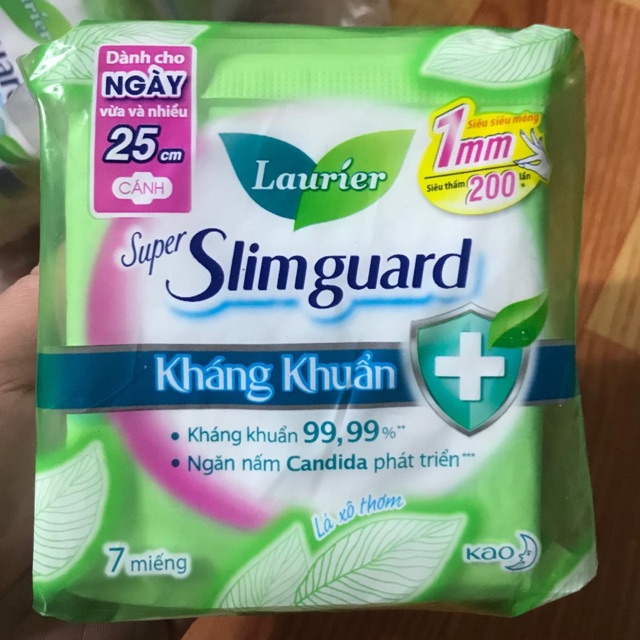 Dành cho
NGÀY
vừa và nhiều
25cm
CÁNH
Laurier
Siêu siêu mỏng
1mm
Siêu thấm 200 lần
Super
Slimguard
Kháng Khuẩn
• Kháng khuẩn 99,99%**
• Ngăn nấm Candida phát triển***
Lá xô thơm
7 miếng
Kao